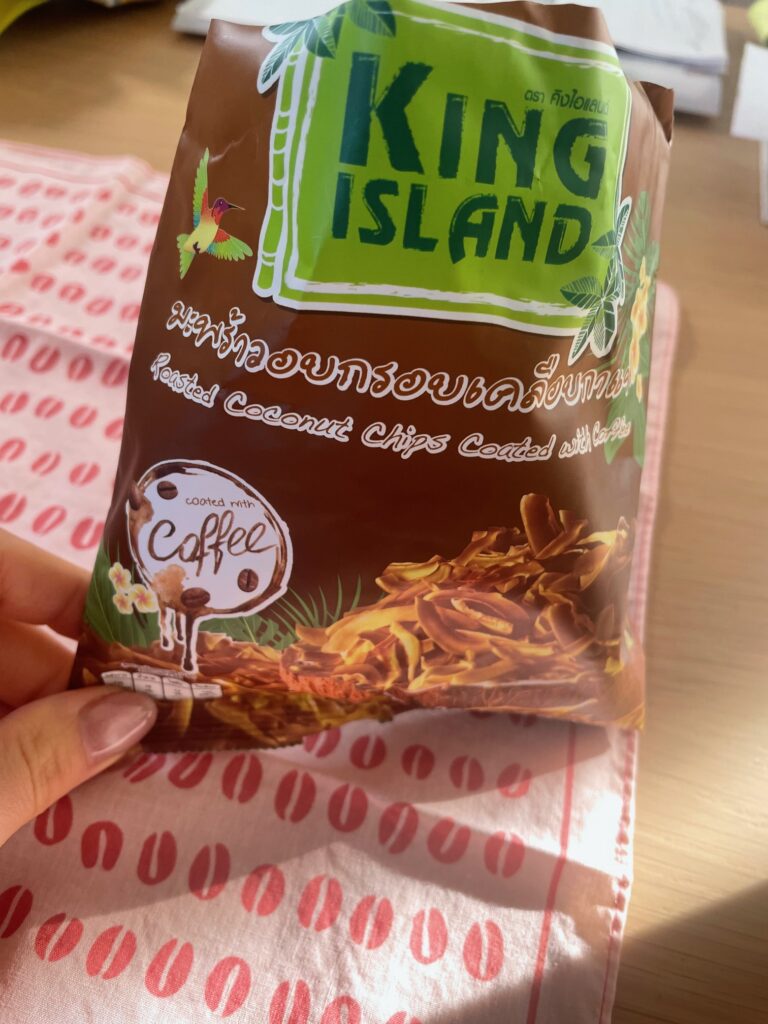 ตรา คิงไอแลนด์
KING
ISLAND
มะพร้าวอบกรอบเคลือบกาแฟ
Roasted Coconut Chips Coated with Coffee
coated with
Coffee